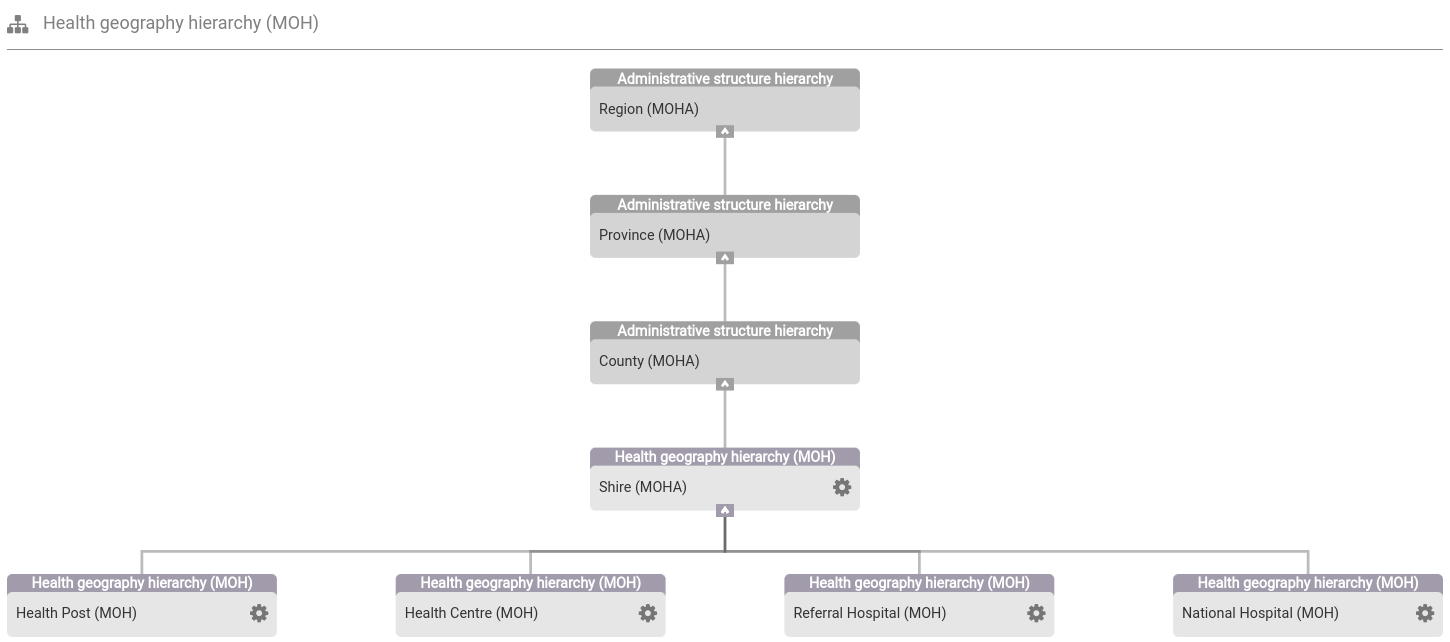 Health geography hierarchy (MOH)
Administrative structure hierarchy
Region (MOHA)
Administrative structure hierarchy
Province (MOHA)
Administrative structure hierarchy
County (MOHA)
Health geography hierarchy (MOH)
Shire (MOHA)
Health geography hierarchy (MOH)
Health Post (MOH)
Health geography hierarchy (MOH)
Health Centre (MOH)
Health geography hierarchy (MOH)
Referral Hospital (MOH)
Health geography hierarchy (MOH)
National Hospital (MOH)